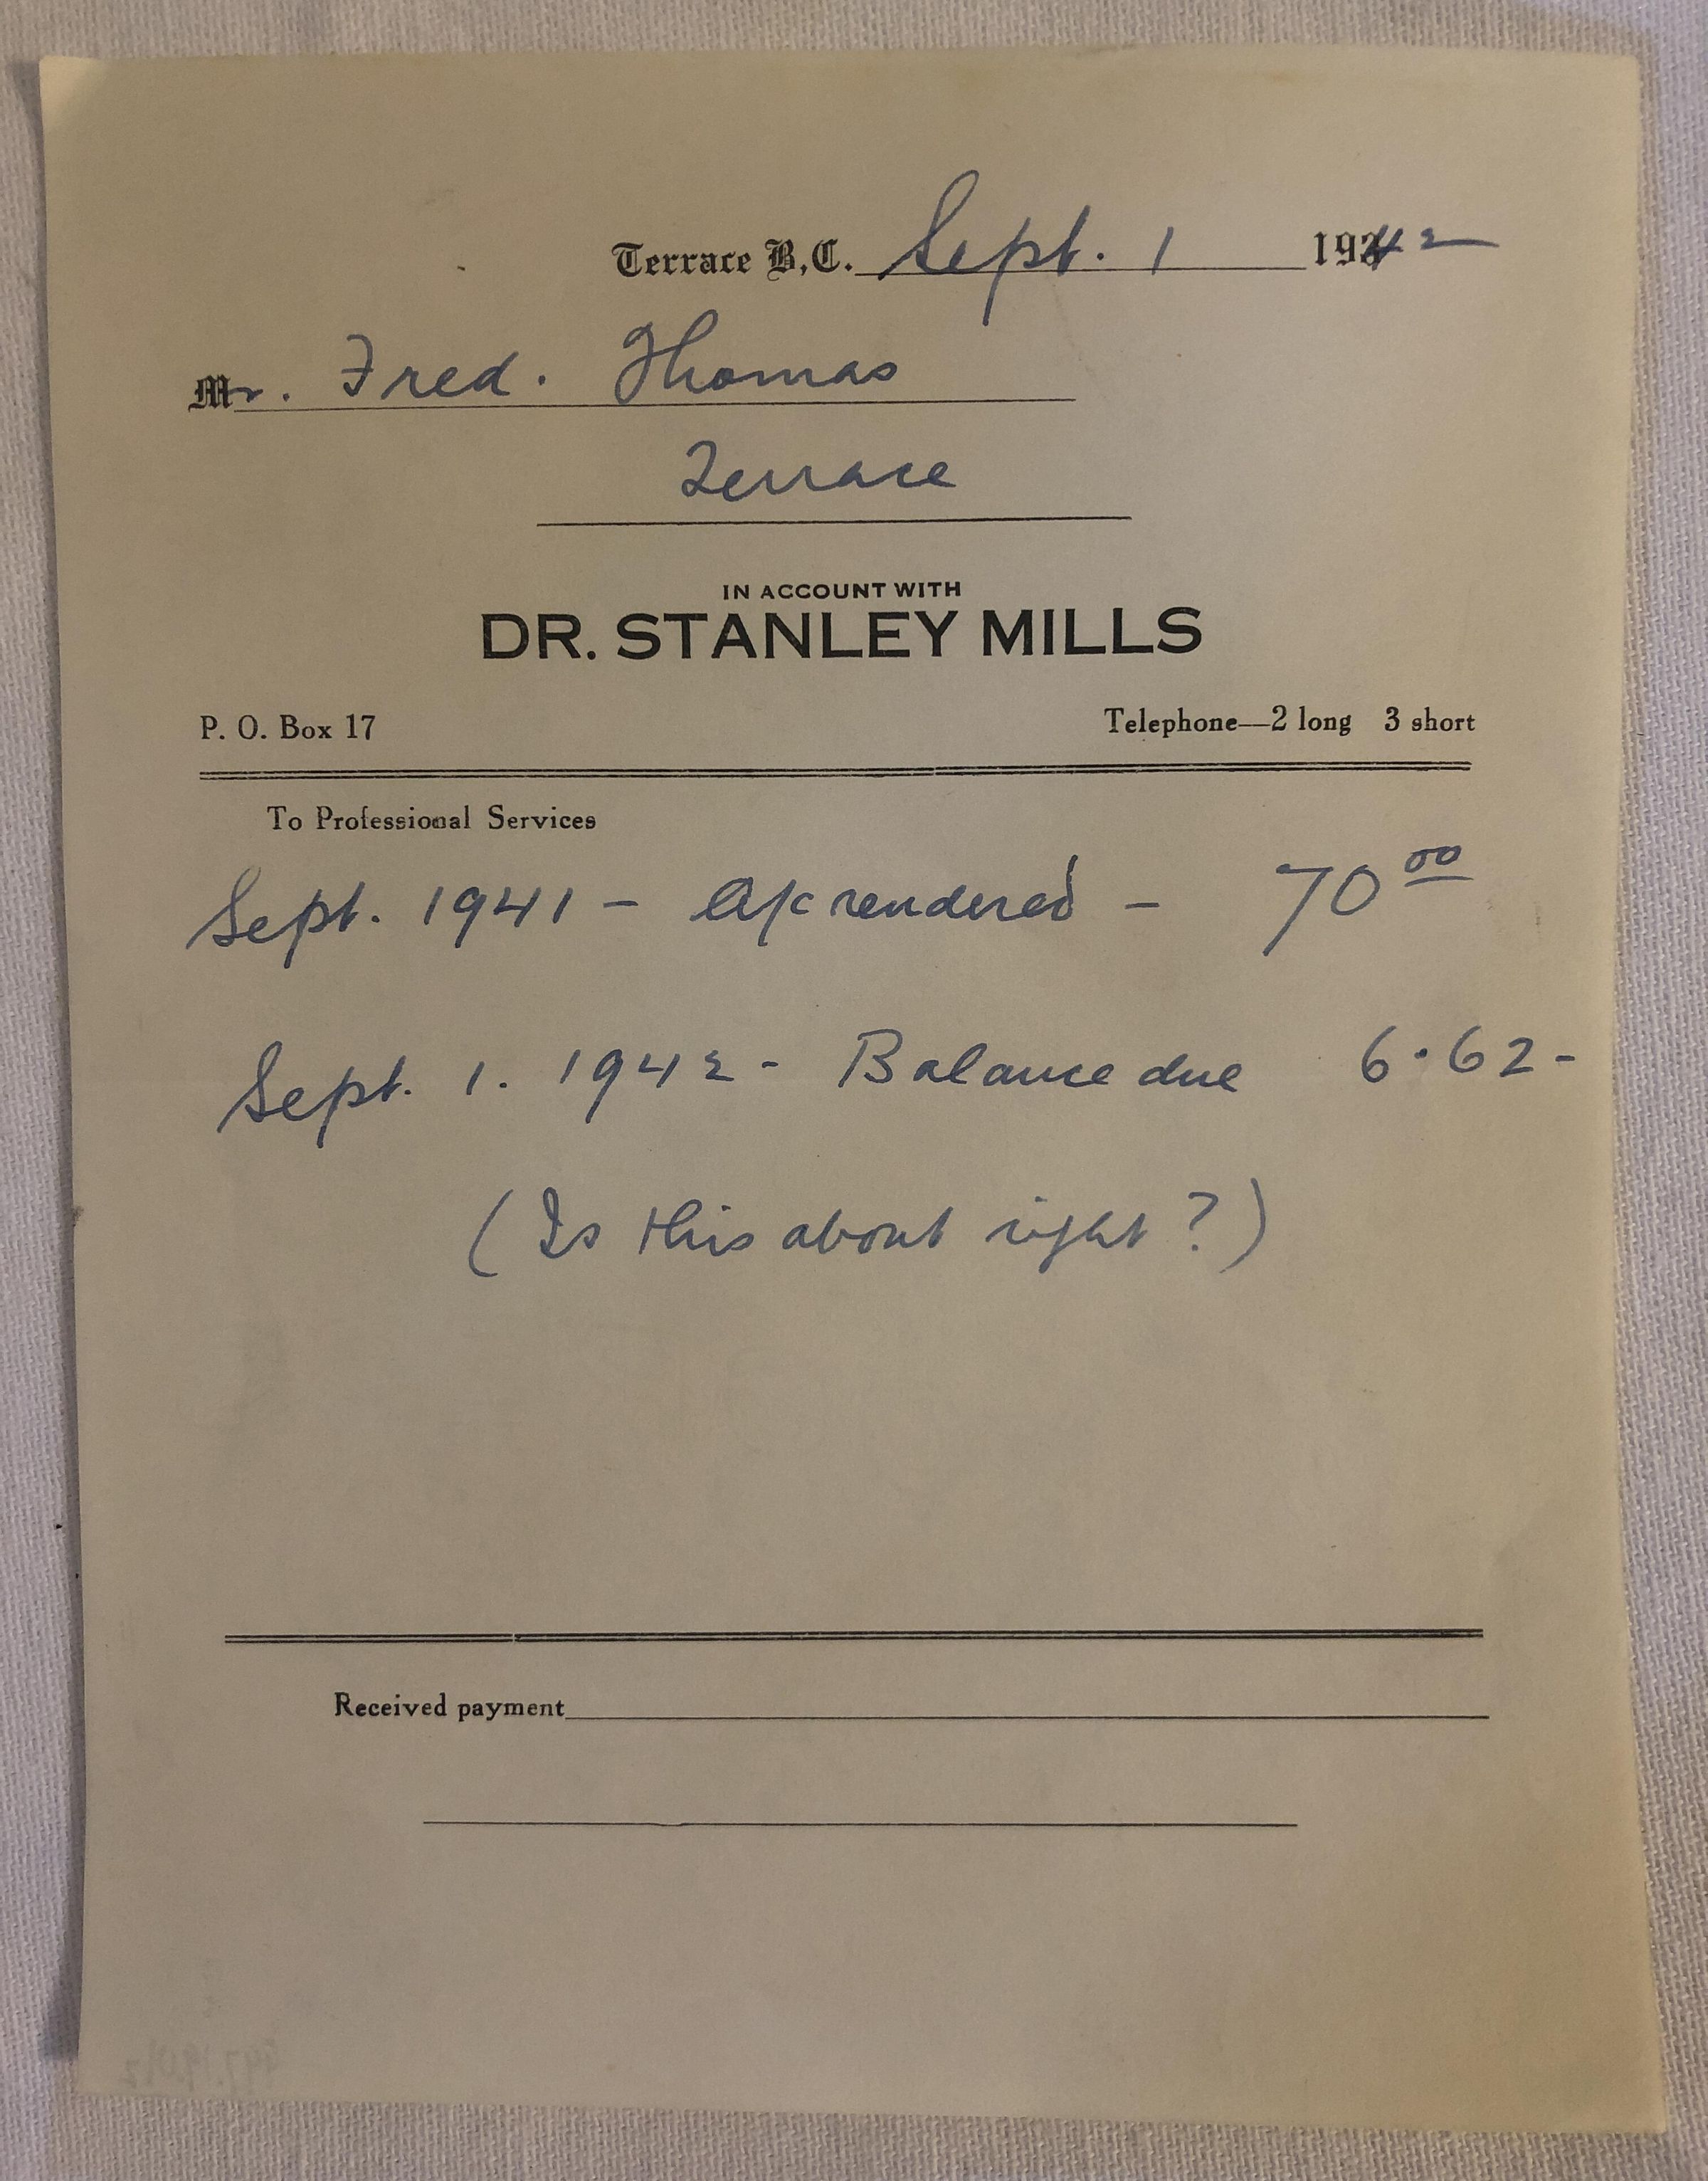 Terrace B.C. Sept. 1 1942
Mr. Fred. Thomas
Terrace
IN ACCOUNT WITH
DR. STANLEY MILLS
P. O. Box 17 Telephone—2 long 3 short
To Professional Services
Sept. 1941 - A/c rendered - 70 00
Sept. 1. 1942 - Balance due 6.62-
(Is this about right?)
Received payment